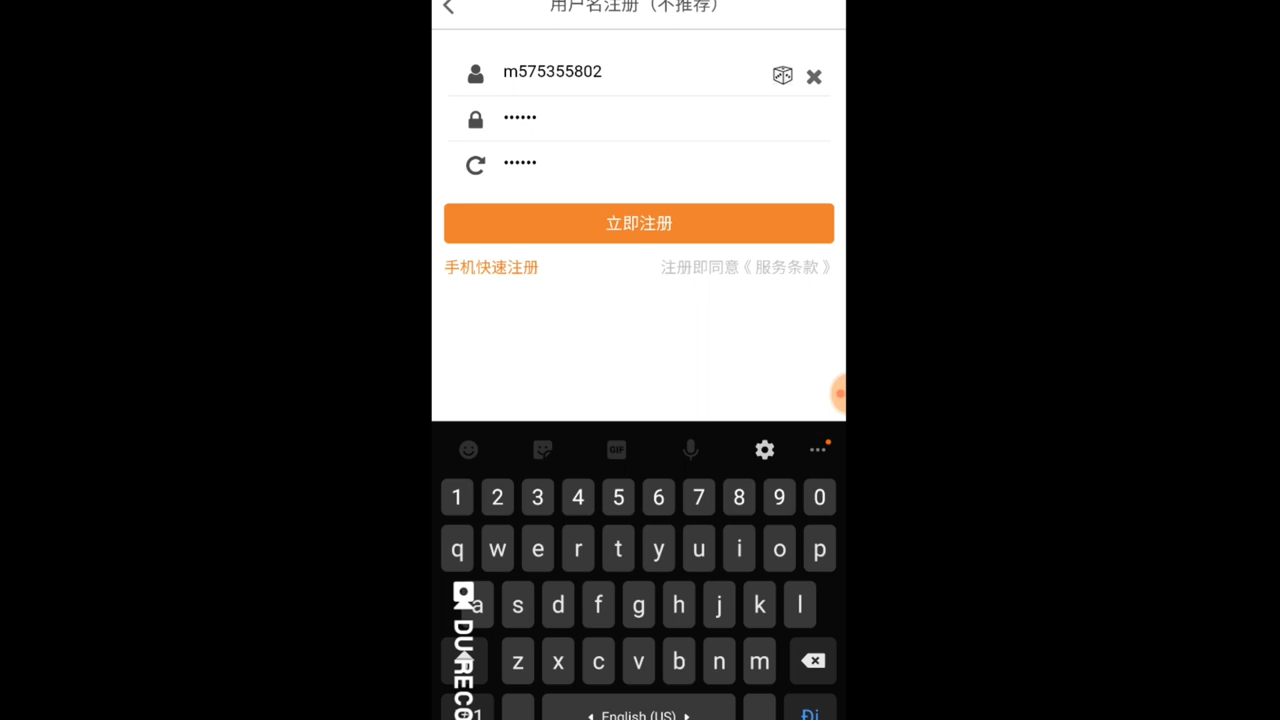 用户名注册（不推荐）
m575355802
••••••
••••••
立即注册
手机快速注册 注册即同意《服务条款》
GIF
1 2 3 4 5 6 7 8 9 0
q w e r t y u i o p
a s d f g h j k l
z x c v b n m
English (US)
Đi
DU RECO